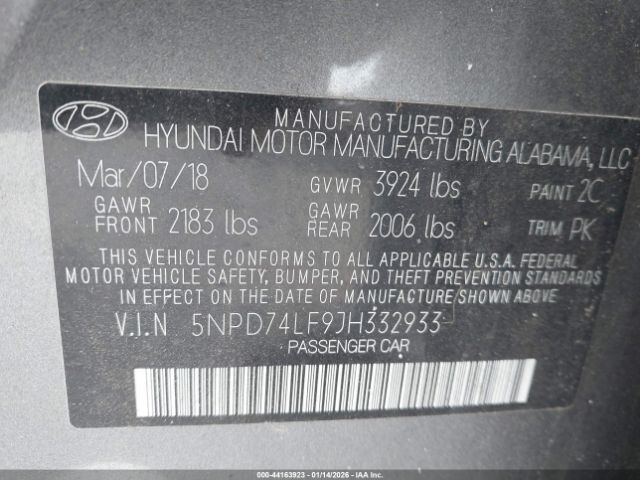 MANUFACTURED BY
HYUNDAI MOTOR MANUFACTURING ALABAMA, LLC
Mar/07/18 GVWR 3924 lbs PAINT 2C
GAWR FRONT 2183 lbs GAWR REAR 2006 lbs TRIM PK
THIS VEHICLE CONFORMS TO ALL APPLICABLE U.S.A. FEDERAL
MOTOR VEHICLE SAFETY, BUMPER, AND THEFT PREVENTION STANDARDS
IN EFFECT ON THE DATE OF MANUFACTURE SHOWN ABOVE.
V.I.N 5NPD74LF9JH332933
PASSENGER CAR
000-44163923 | 01/14/2026 - IAA Inc.